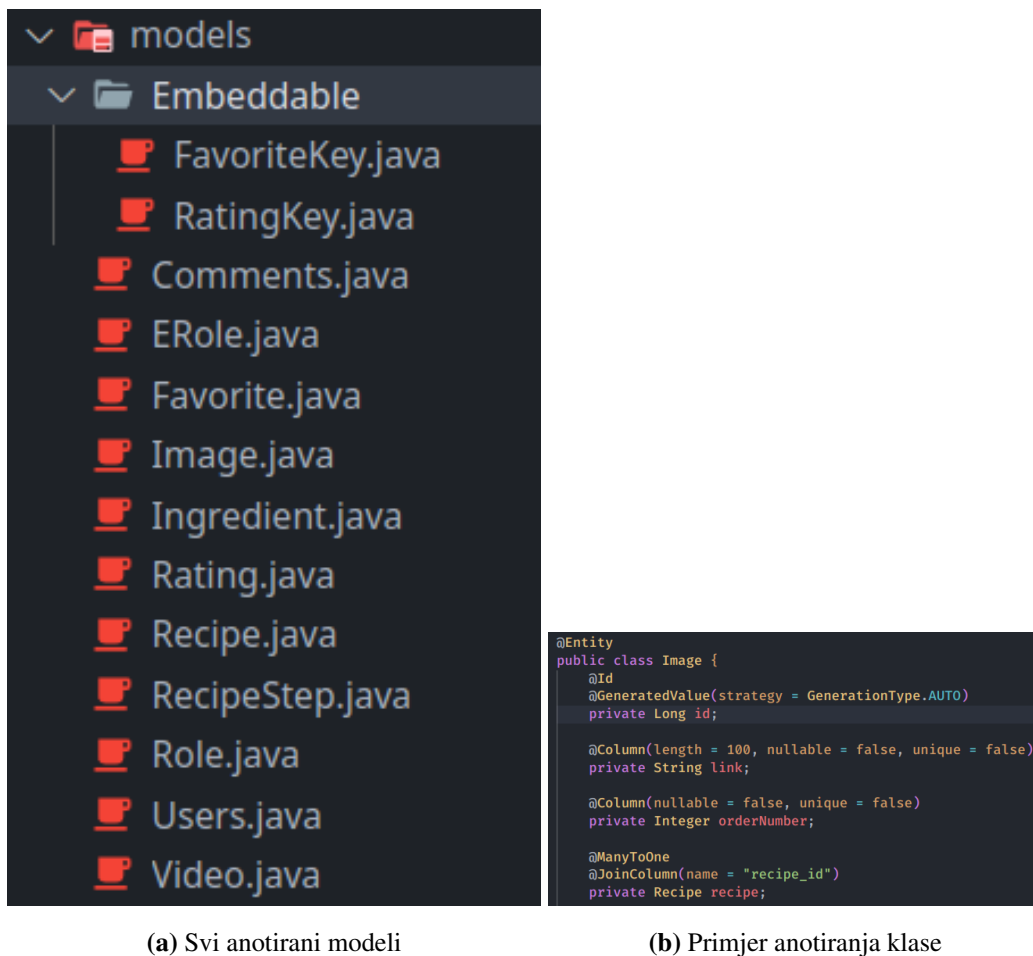 models
Embeddable
FavoriteKey.java
RatingKey.java
Comments.java
ERole.java
Favorite.java
Image.java
Ingredient.java
Rating.java
Recipe.java
RecipeStep.java
Role.java
Users.java
Video.java
(a) Svi anotirani modeli
@Entity
public class Image {
@Id
@GeneratedValue(strategy = GenerationType.AUTO)
private Long id;
@Column(length = 100, nullable = false, unique = false)
private String link;
@Column(nullable = false, unique = false)
private Integer orderNumber;
@ManyToOne
@JoinColumn(name = "recipe_id")
private Recipe recipe;
(b) Primjer anotiranja klase